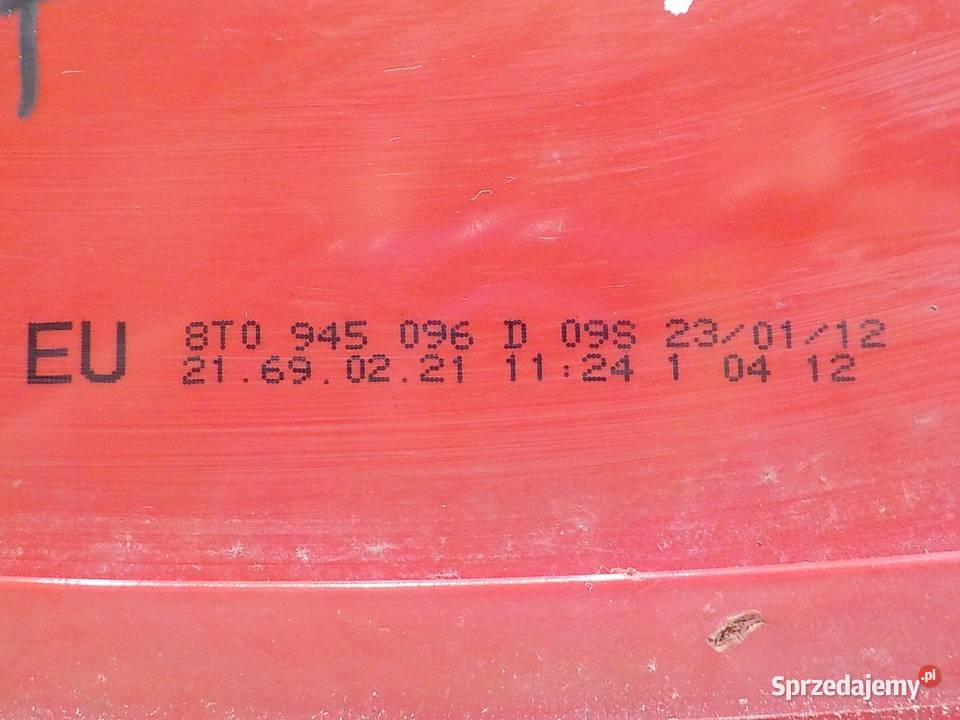 T
EU
8T0 945 096 D 09S 23/01/12
21.69.02.21 11:24 1 04 12
Sprzedajemy.pl